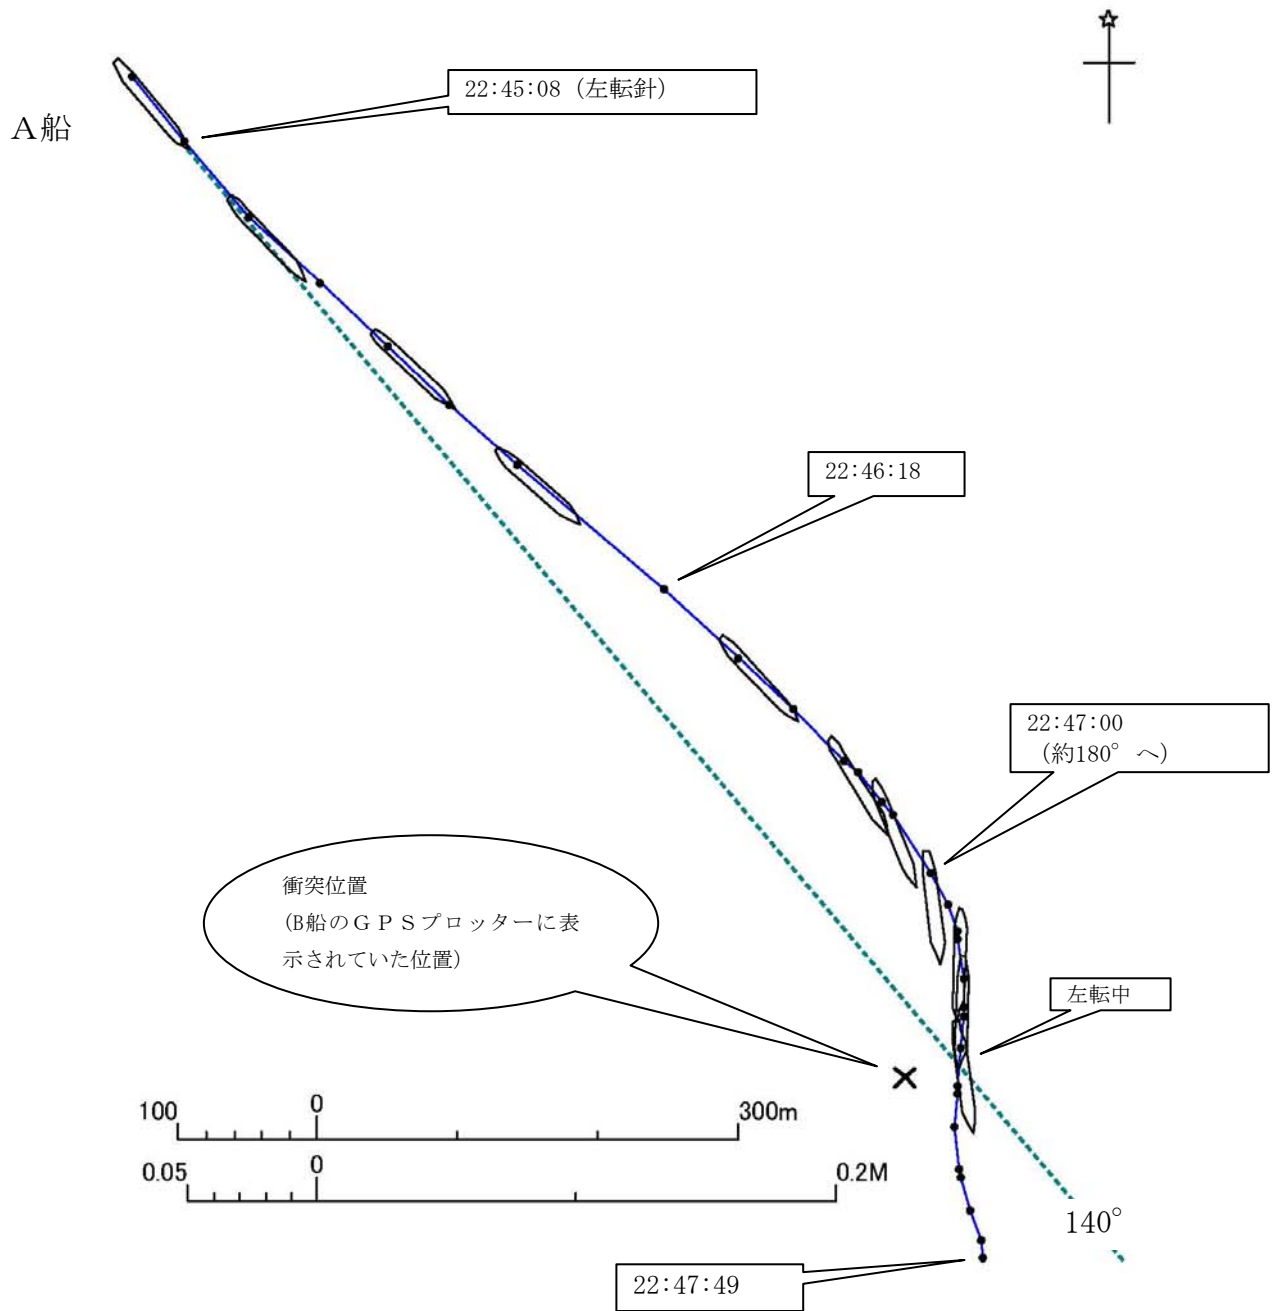 22:45:08（左転針）
A船
22:46:18
22:47:00
（約180°へ）
衝突位置
(B船のＧＰＳプロッターに表
示されていた位置)
左転中
100 0 300m
0.05 0 0.2M
140°
22:47:49